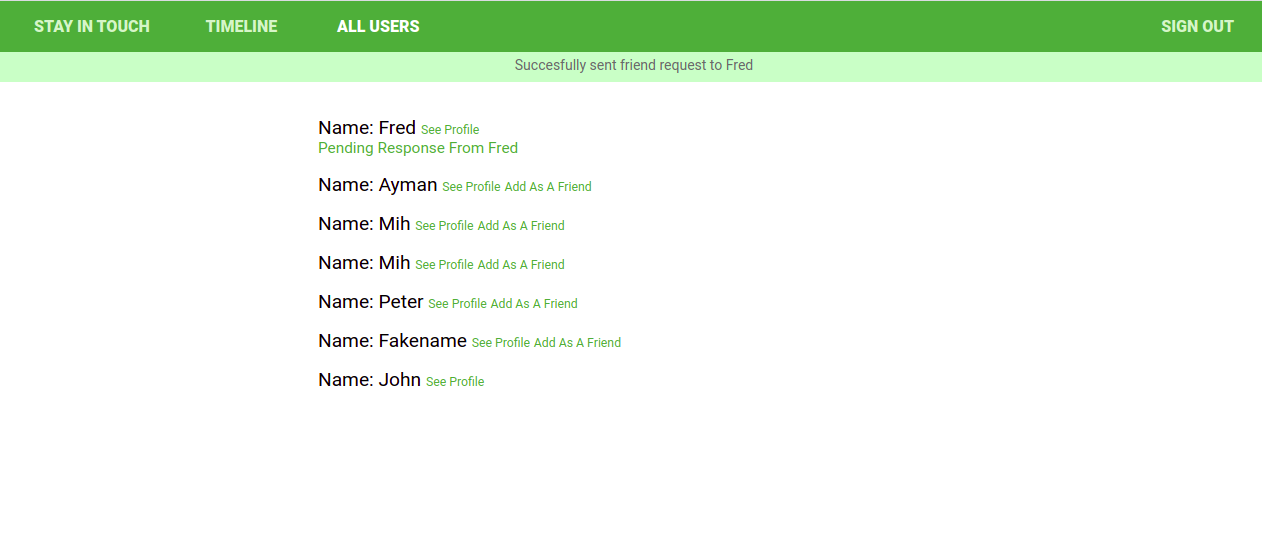 STAY IN TOUCH TIMELINE ALL USERS SIGN OUT
Succesfully sent friend request to Fred
Name: Fred See Profile
Pending Response From Fred
Name: Ayman See Profile Add As A Friend
Name: Mih See Profile Add As A Friend
Name: Mih See Profile Add As A Friend
Name: Peter See Profile Add As A Friend
Name: Fakename See Profile Add As A Friend
Name: John See Profile